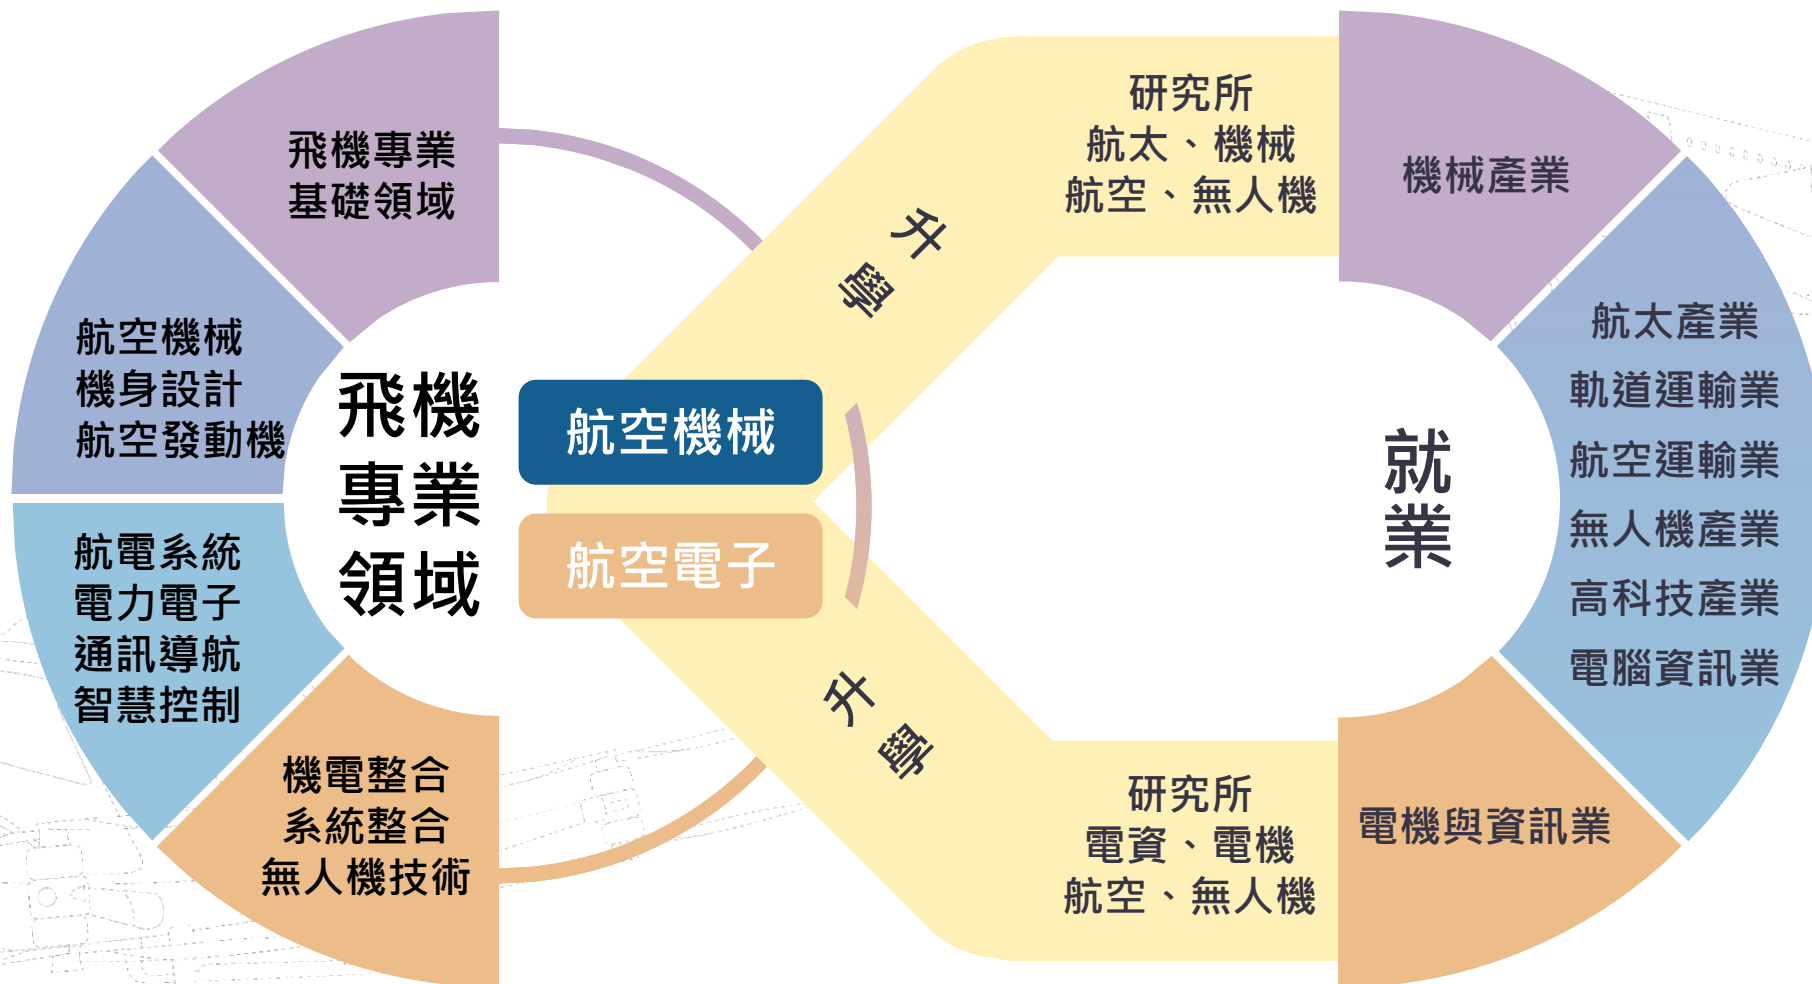 飛機專業
基礎領域
航空機械
機身設計
航空發動機
航電系統
電力電子
通訊導航
智慧控制
機電整合
系統整合
無人機技術
飛機
專業
領域
航空機械
航空電子
升學
研究所
航太、機械
航空、無人機
升學
研究所
電資、電機
航空、無人機
就業
機械產業
航太產業
軌道運輸業
航空運輸業
無人機產業
高科技產業
電腦資訊業
電機與資訊業